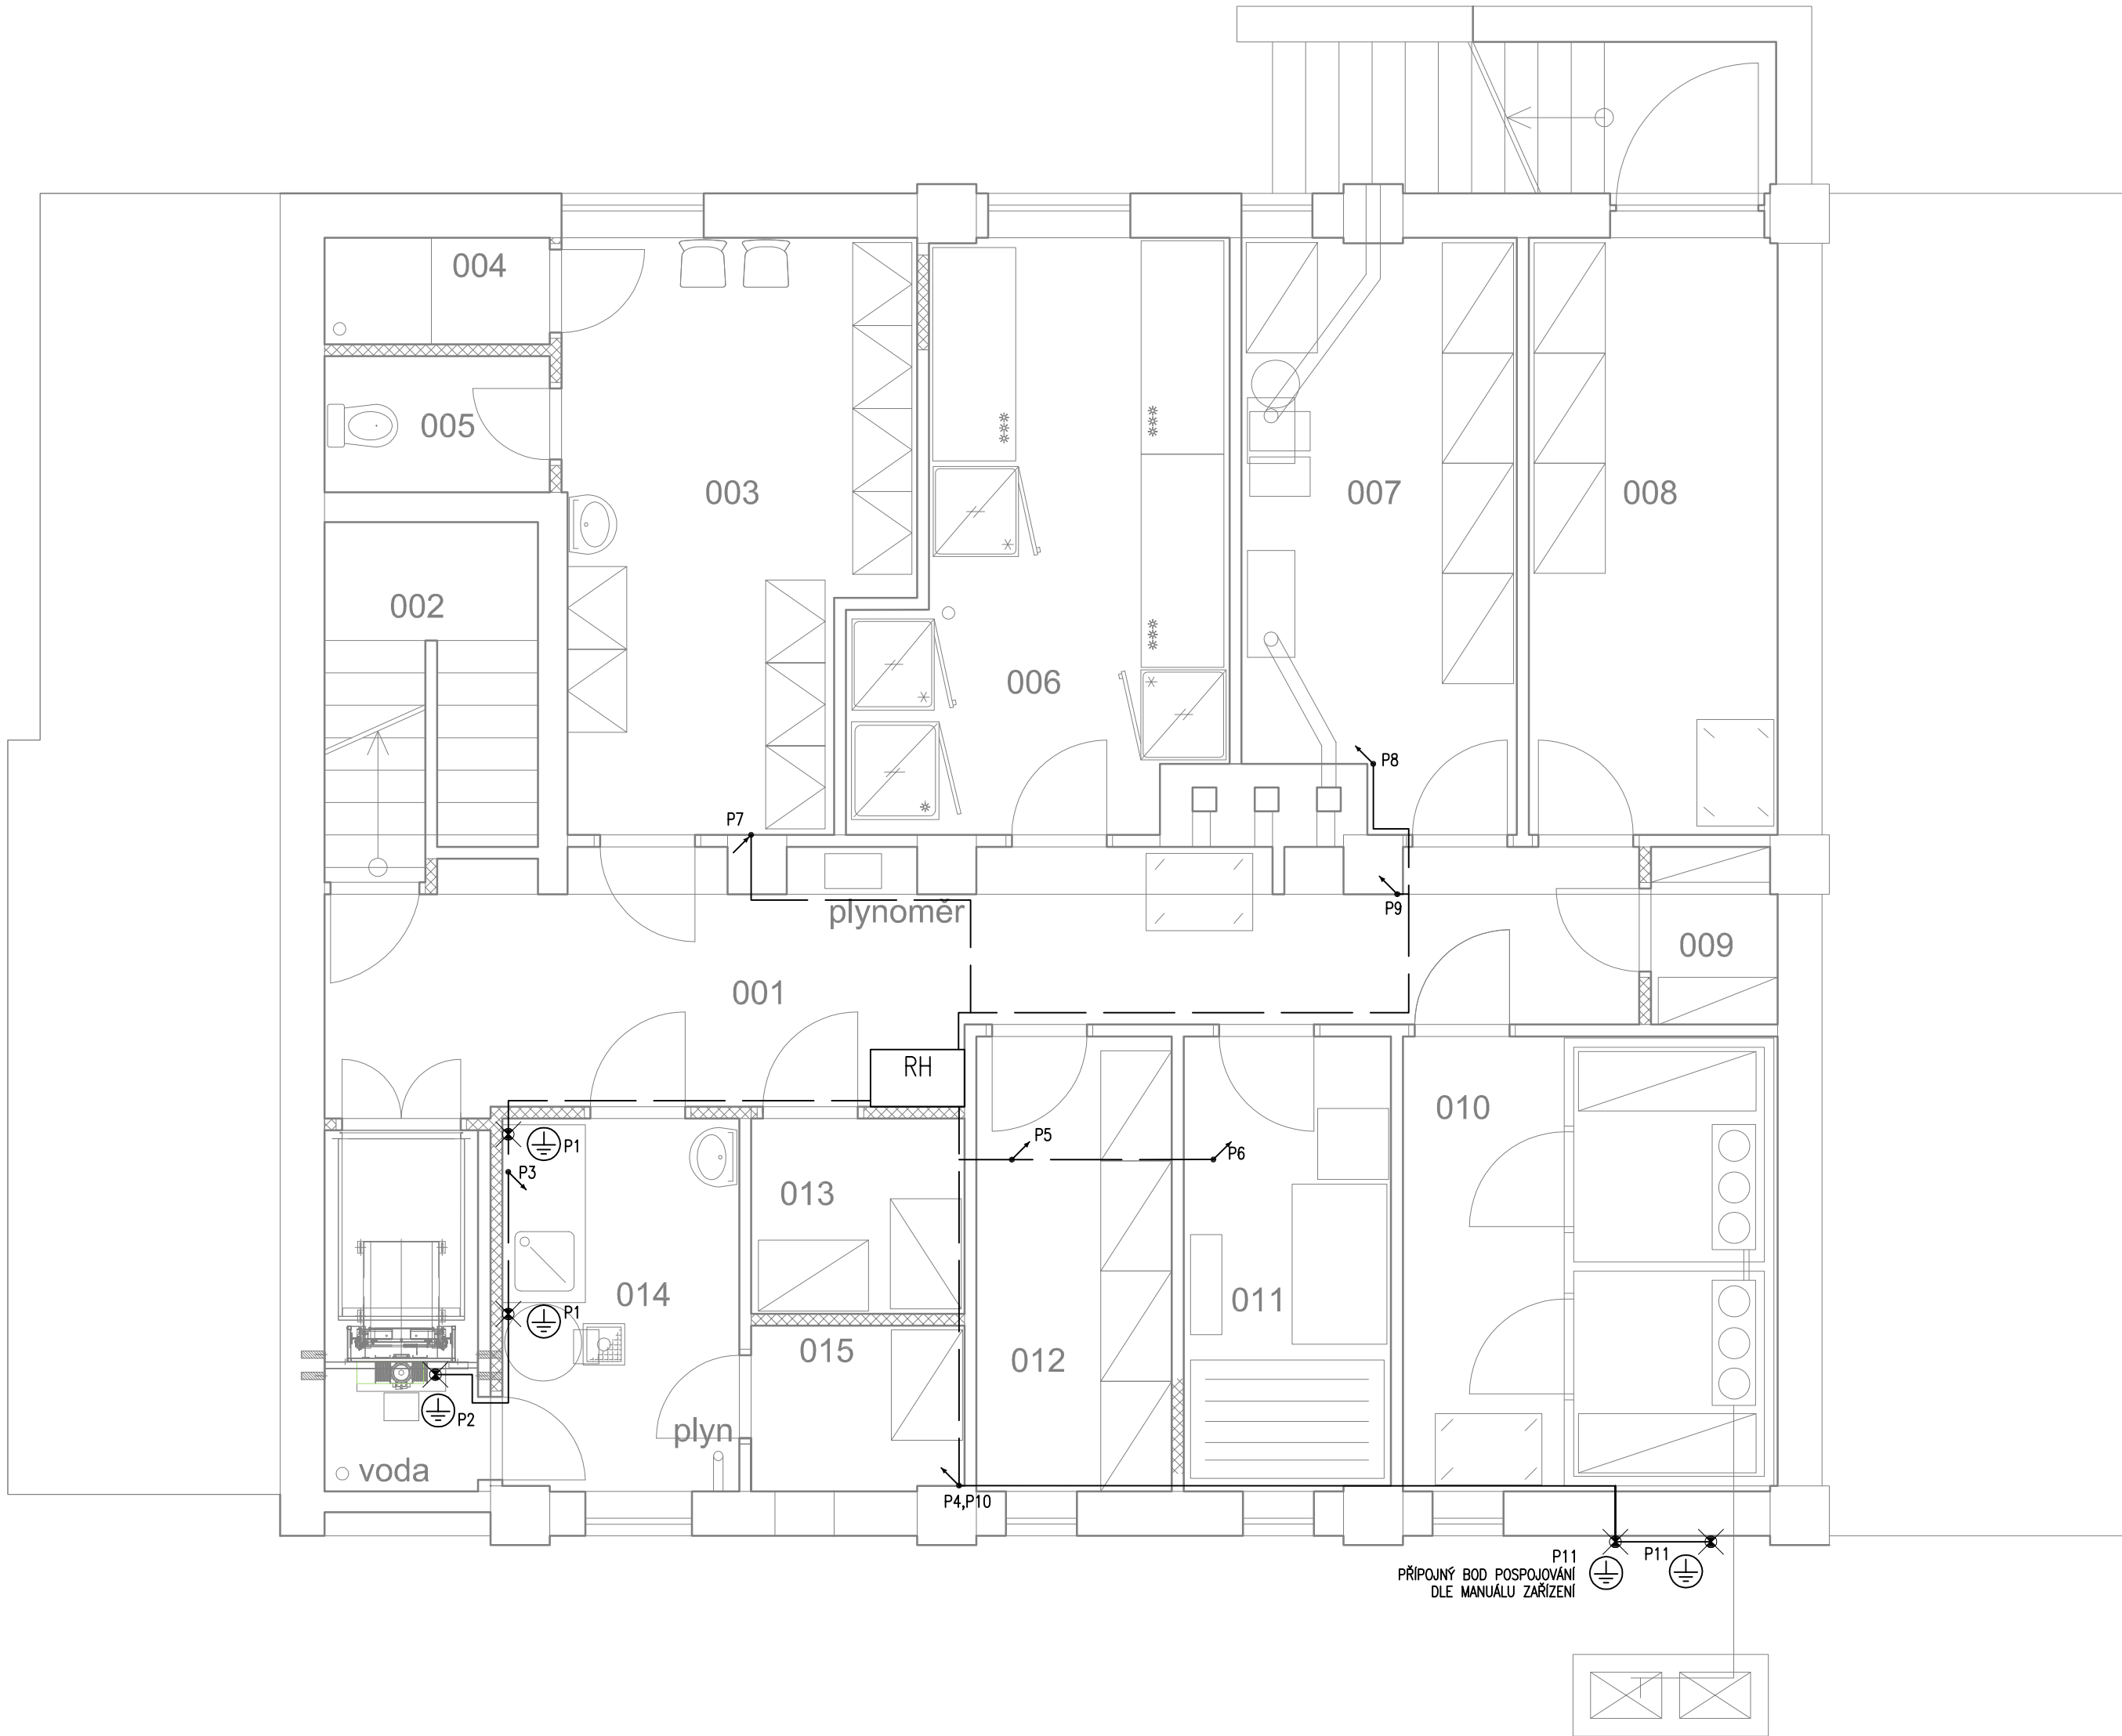 004
005
003
007
008
002
006
P8
P7
P9
plynoměr
009
001
RH
010
P5
P1
P3
P6
013
014
011
P1
015
012
P2
plyn
voda
P4,P10
P11
P11
PŘÍPOJNÝ BOD POSPOJOVÁNÍ
DLE MANUÁLU ZAŘÍZENÍ